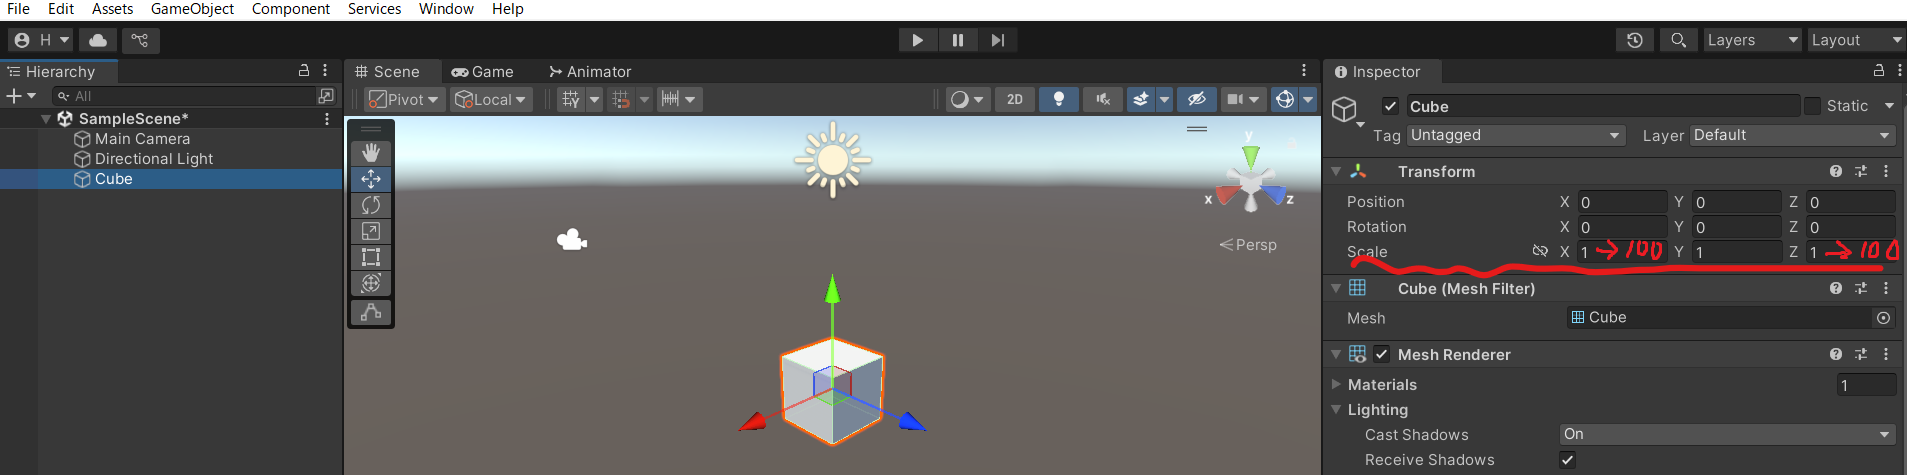 File Edit Assets GameObject Component Services Window Help
H Layers Layout
Hierarchy
All
SampleScene*
Main Camera
Directional Light
Cube
Scene Game Animator
Pivot Local 2D
y
x z
Persp
Inspector
Cube Static
Tag Untagged Layer Default
Transform
Position X 0 Y 0 Z 0
Rotation X 0 Y 0 Z 0
Scale X 1 → 100 Y 1 Z 1 → 100
Cube (Mesh Filter)
Mesh Cube
Mesh Renderer
Materials 1
Lighting
Cast Shadows On
Receive Shadows